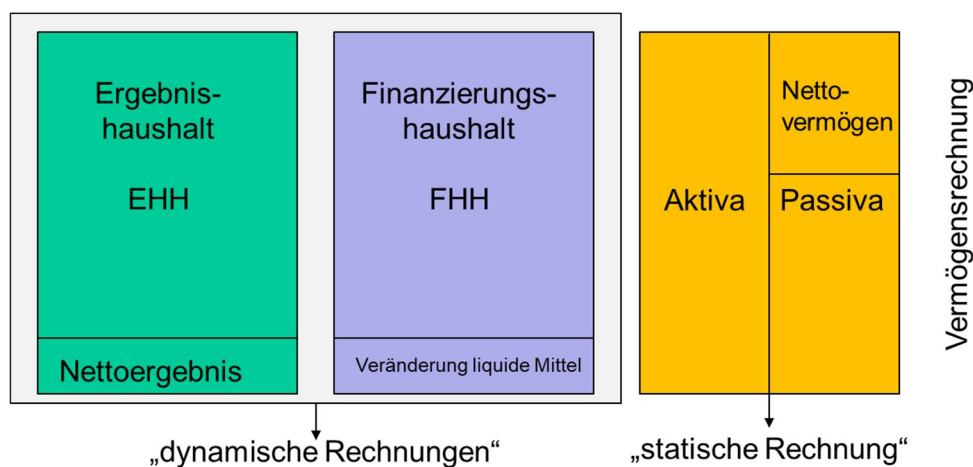 Ergebnis-
haushalt
EHH
Nettoergebnis
Finanzierungs-
haushalt
FHH
Veränderung liquide Mittel
„dynamische Rechnungen“
Aktiva
Netto-
vermögen
Passiva
„statische Rechnung“
Vermögensrechnung